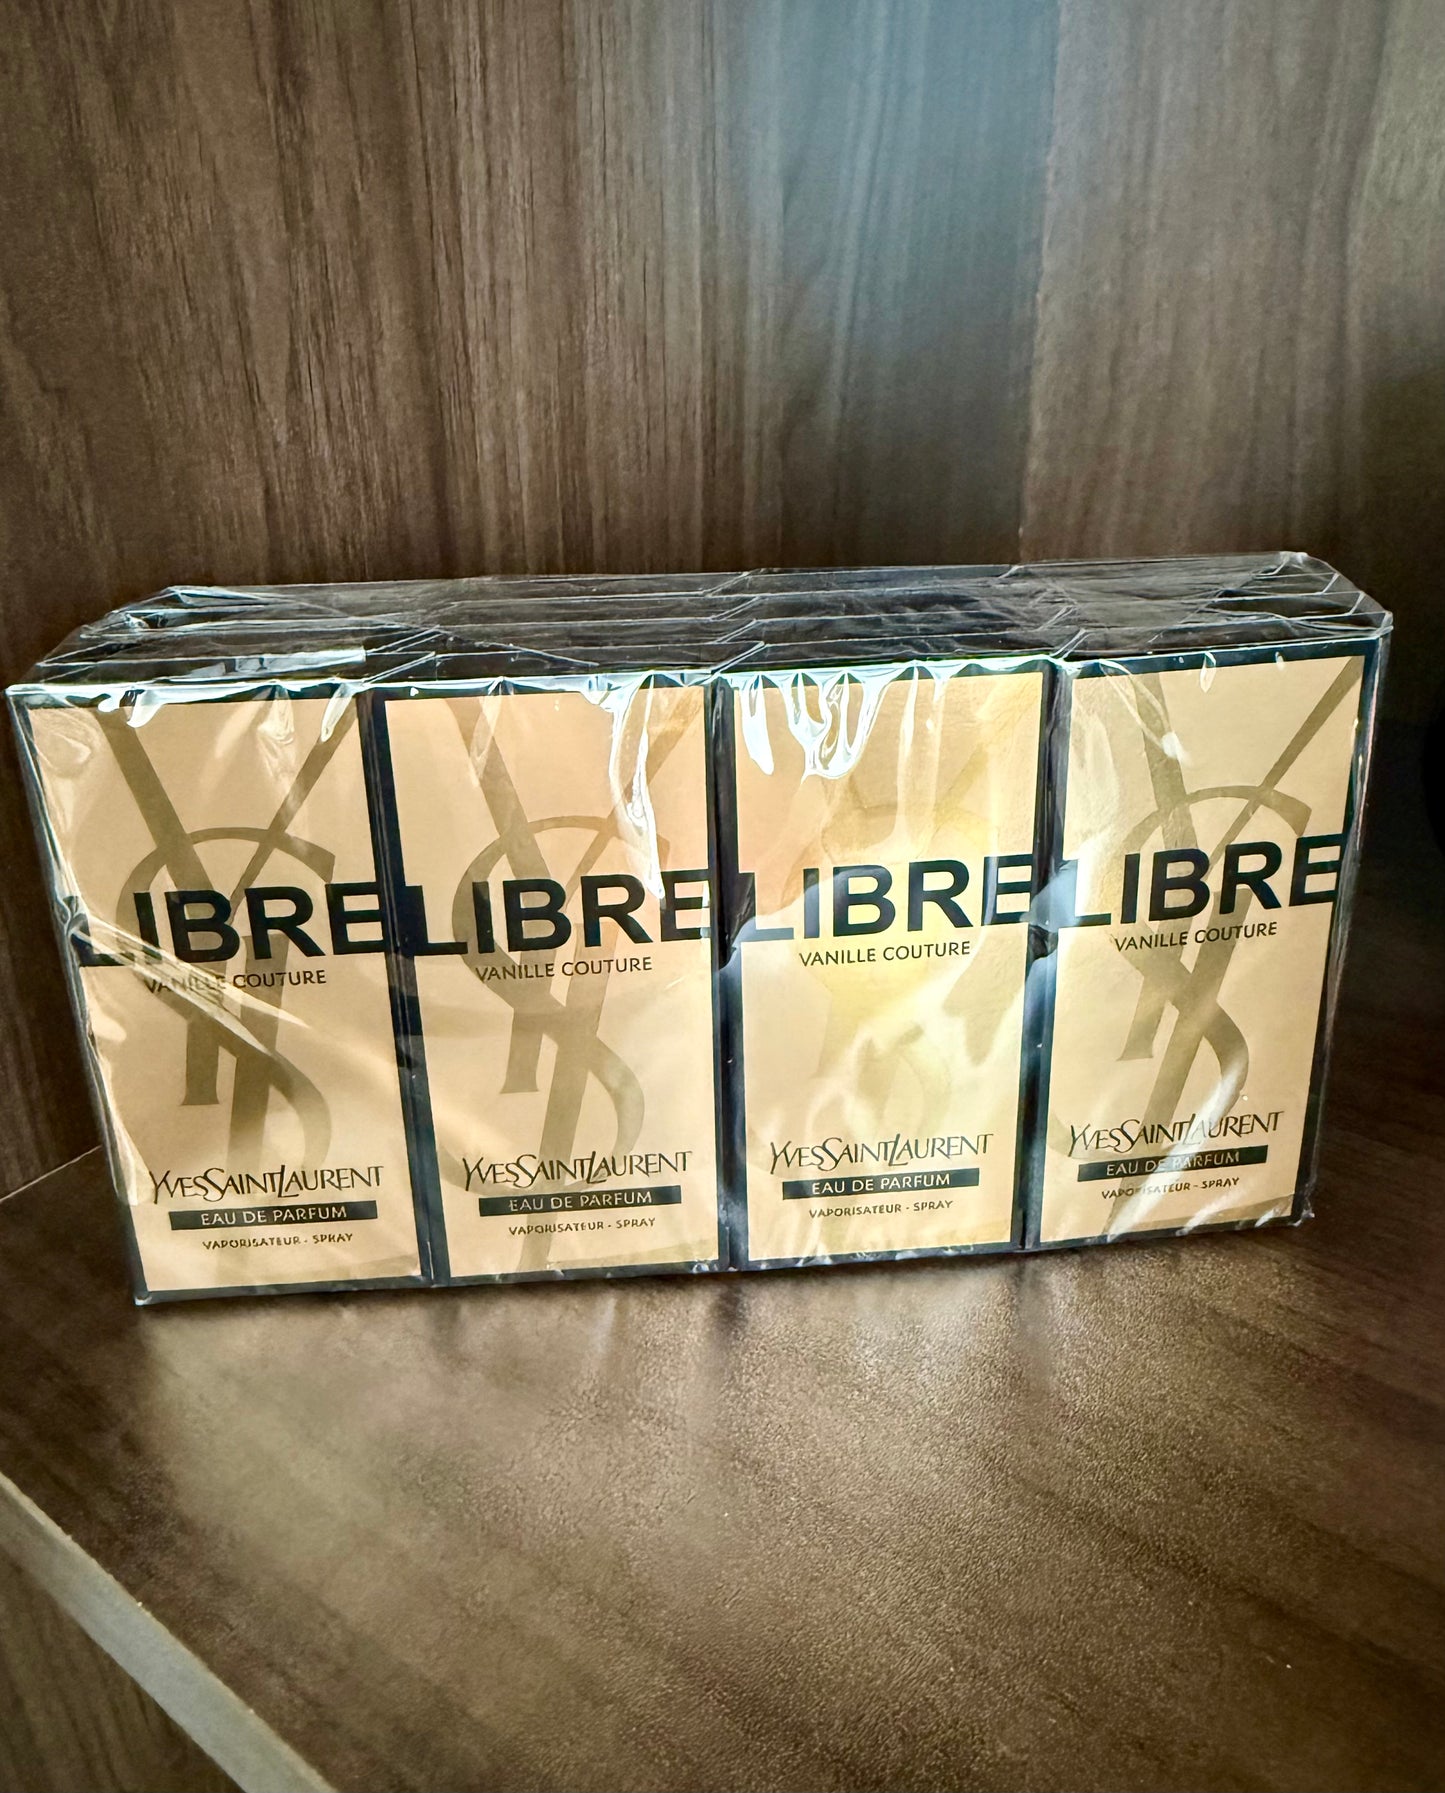 LIBRE
VANILLE COUTURE
YVESSAINTLAURENT
EAU DE PARFUM
VAPORISATEUR - SPRAY
LIBRE
VANILLE COUTURE
YVESSAINTLAURENT
EAU DE PARFUM
VAPORISATEUR - SPRAY
LIBRE
VANILLE COUTURE
YVESSAINTLAURENT
EAU DE PARFUM
VAPORISATEUR - SPRAY
LIBRE
VANILLE COUTURE
YVESSAINTLAURENT
EAU DE PARFUM
VAPORISATEUR - SPRAY